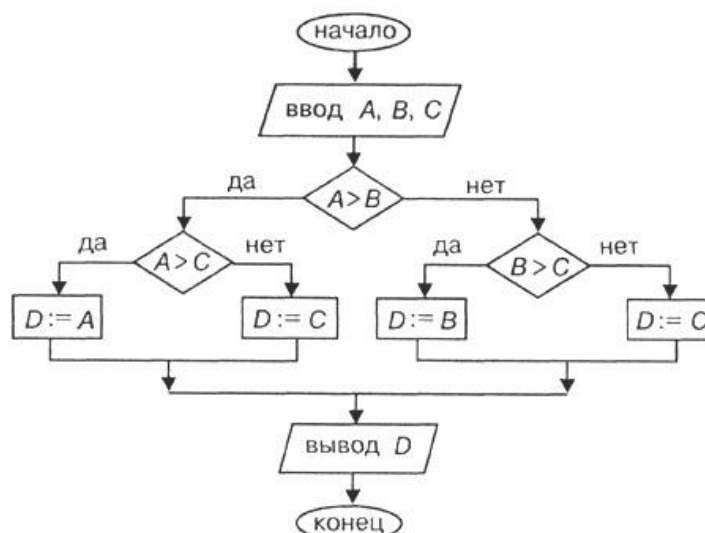 начало
ввод A, B, C
да
A > B
нет
да
A > C
нет
да
B > C
нет
D := A
D := C
D := B
D := C
вывод D
конец